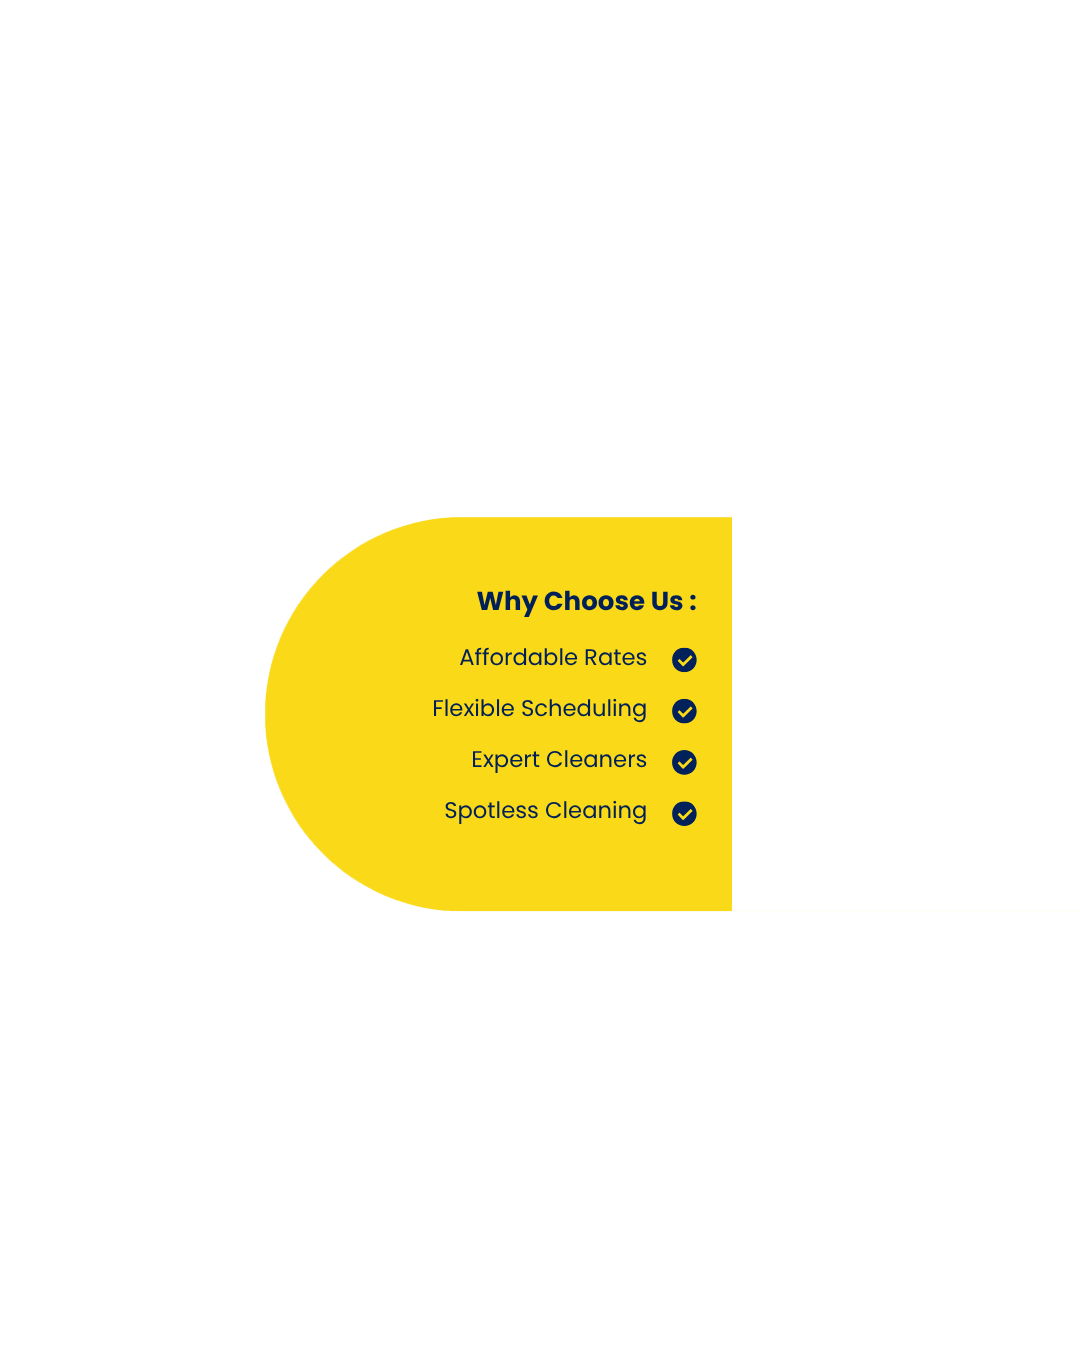 Why Choose Us :
Affordable Rates
Flexible Scheduling
Expert Cleaners
Spotless Cleaning